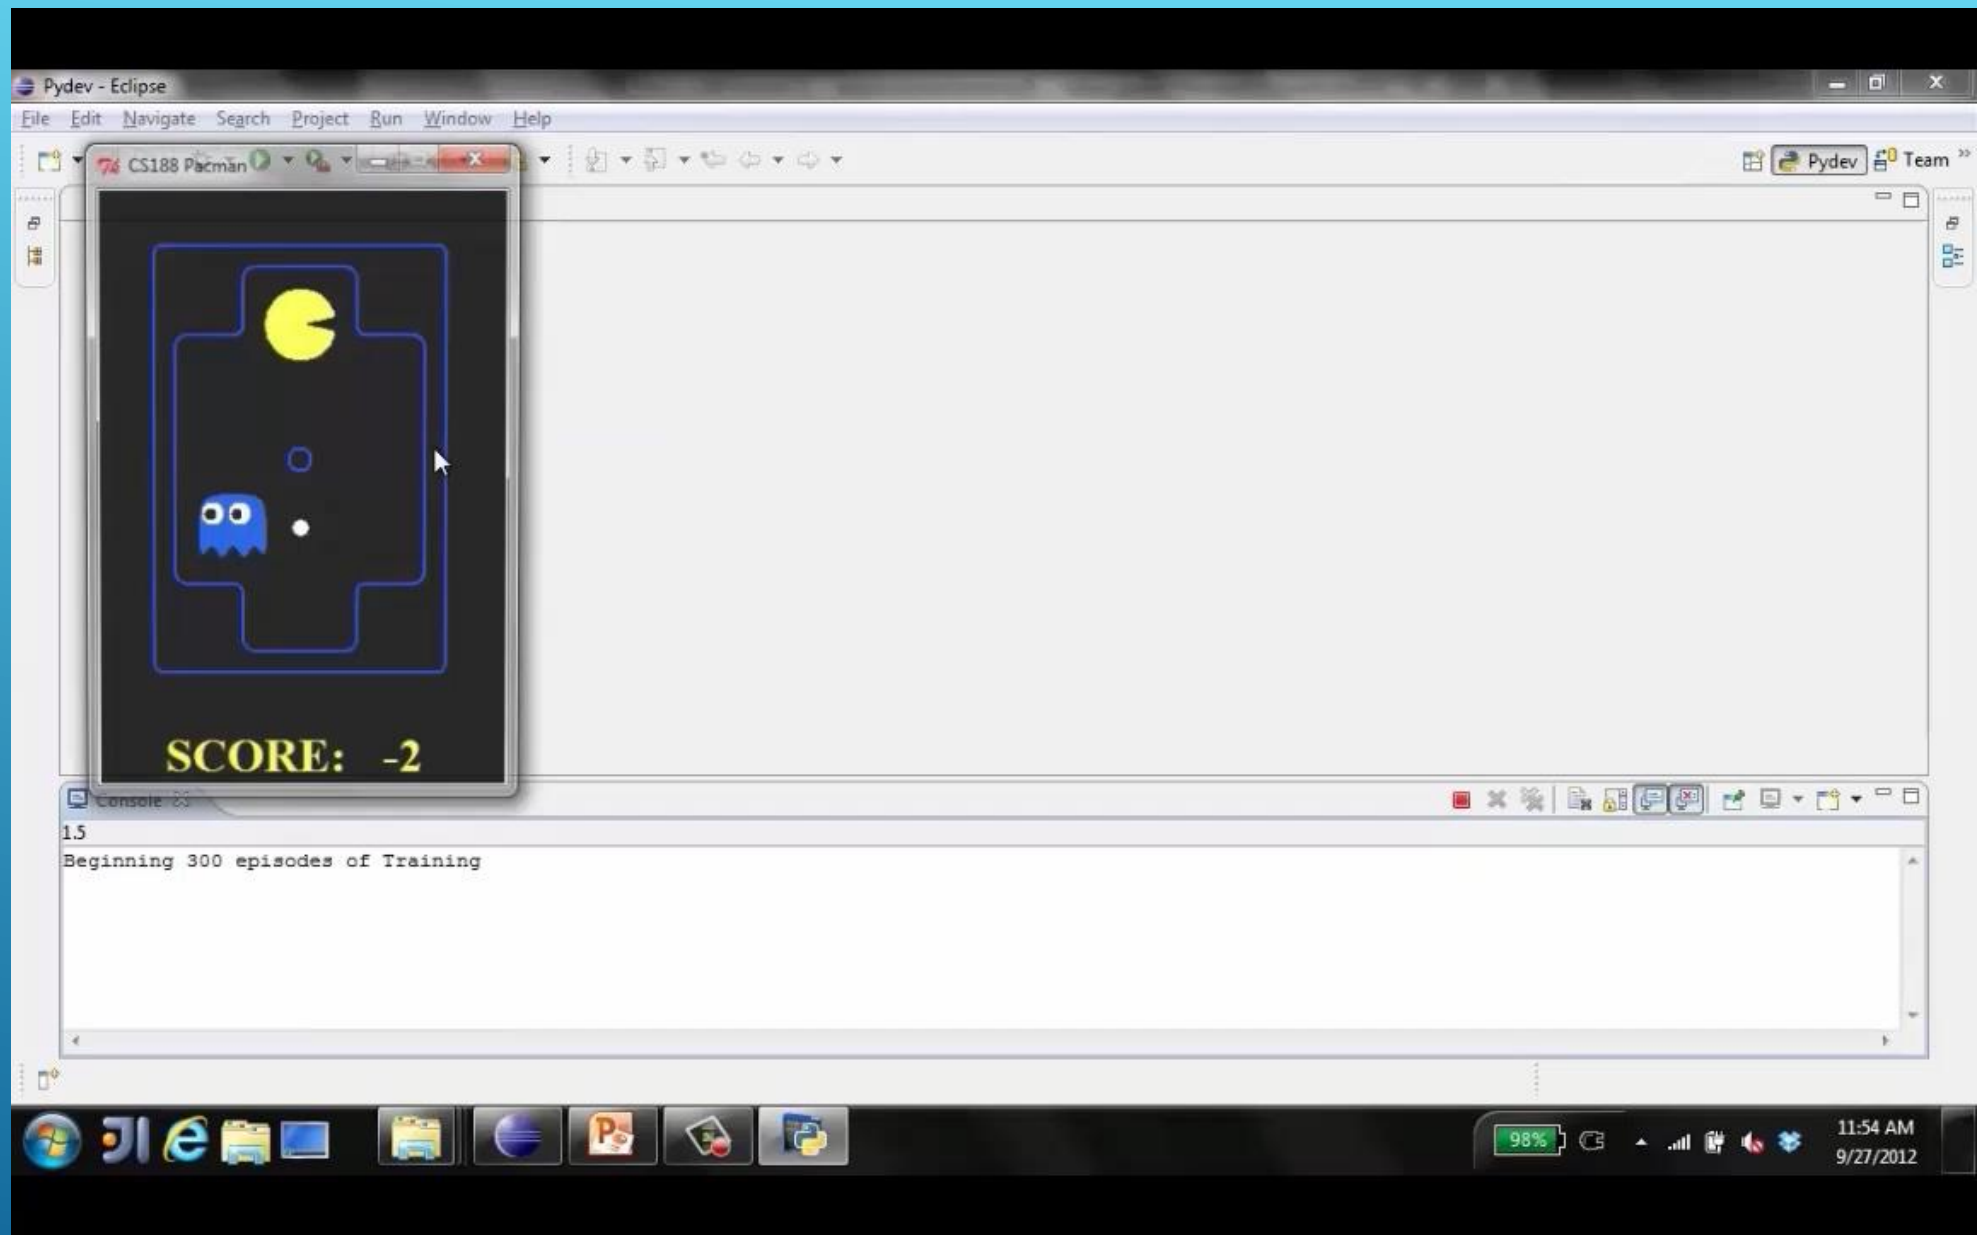 Pydev - Eclipse
File Edit Navigate Search Project Run Window Help
CS188 Pacman
Pydev
Team
SCORE: -2
Console
1.5
Beginning 300 episodes of Training
98%
11:54 AM
9/27/2012